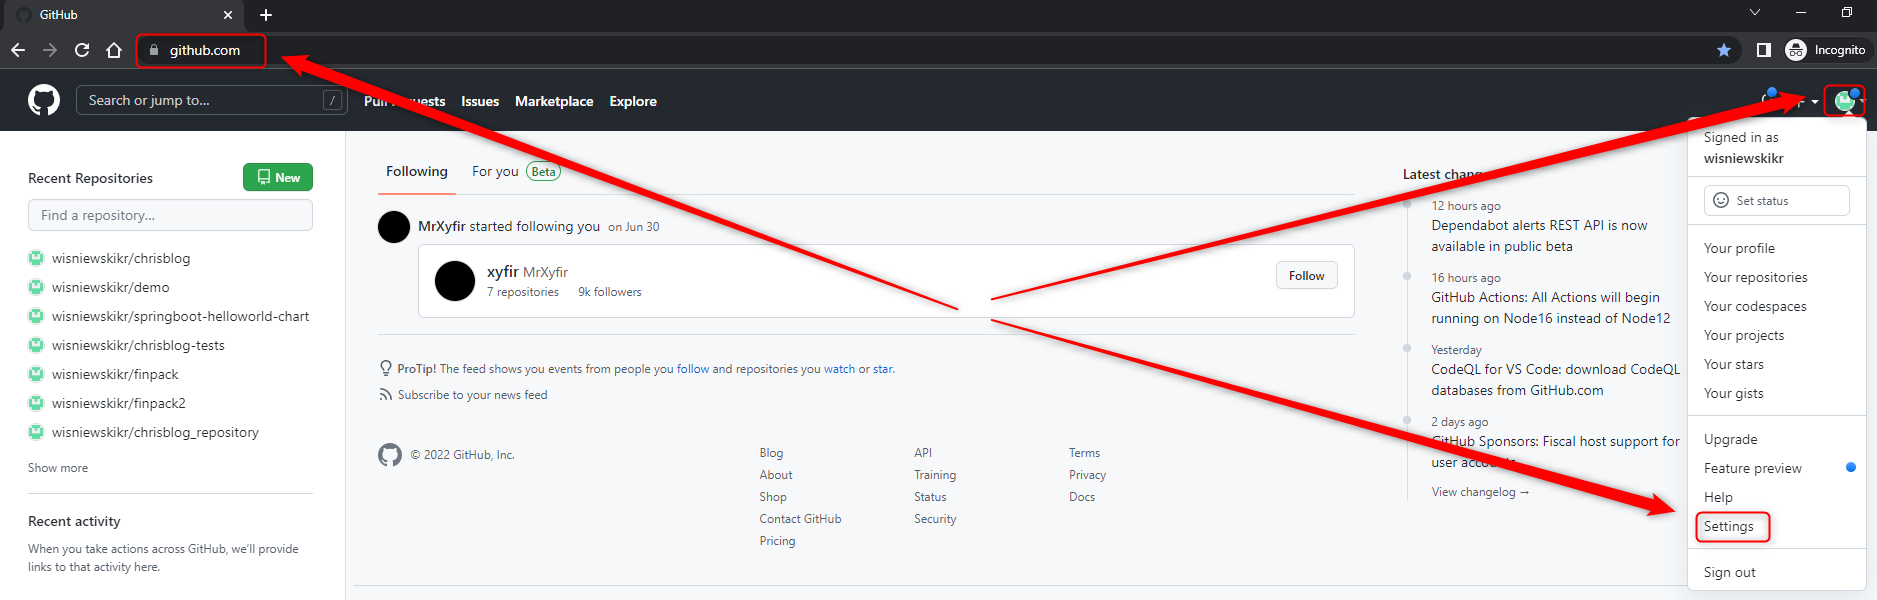 GitHub
github.com
Incognito
Search or jump to...
/
Pull requests Issues Marketplace Explore
Recent Repositories
New
Find a repository...
wisniewskikr/chrisblog
wisniewskikr/demo
wisniewskikr/springboot-helloworld-chart
wisniewskikr/chrisblog-tests
wisniewskikr/finpack
wisniewskikr/finpack2
wisniewskikr/chrisblog_repository
Show more
Recent activity
When you take actions across GitHub, we'll provide
links to that activity here.
Following For you Beta
MrXyfir started following you on Jun 30
xyfir MrXyfir
7 repositories 9k followers
Follow
ProTip! The feed shows you events from people you follow and repositories you watch or star.
Subscribe to your news feed
© 2022 GitHub, Inc.
Blog
About
Shop
Contact GitHub
Pricing
API
Training
Status
Security
Terms
Privacy
Docs
Latest changes
12 hours ago
Dependabot alerts REST API is now
available in public beta
16 hours ago
GitHub Actions: All Actions will begin
running on Node16 instead of Node12
Yesterday
CodeQL for VS Code: download CodeQL
databases from GitHub.com
2 days ago
GitHub Sponsors: Fiscal host support for
user accounts
View changelog →
Signed in as
wisniewskikr
Set status
Your profile
Your repositories
Your codespaces
Your projects
Your stars
Your gists
Upgrade
Feature preview
Help
Settings
Sign out